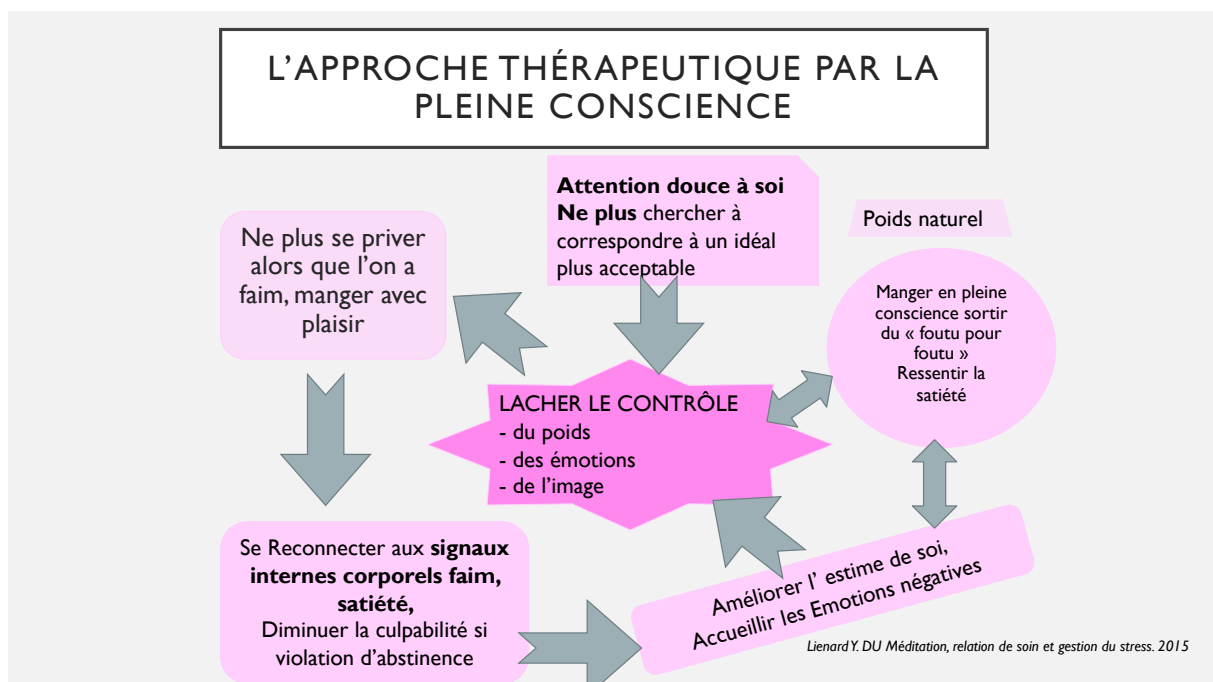 L’APPROCHE THÉRAPEUTIQUE PAR LA
PLEINE CONSCIENCE
Attention douce à soi
Ne plus chercher à
correspondre à un idéal
plus acceptable
Poids naturel
Ne plus se priver
alors que l’on a
faim, manger avec
plaisir
Manger en pleine
conscience sortir
du « foutu pour
foutu »
Ressentir la
satiété
LACHER LE CONTRÔLE
- du poids
- des émotions
- de l’image
Se Reconnecter aux signaux
internes corporels faim,
satiété,
Diminuer la culpabilité si
violation d’abstinence
Améliorer l’ estime de soi,
Accueillir les Emotions négatives
Lienard Y. DU Méditation, relation de soin et gestion du stress. 2015